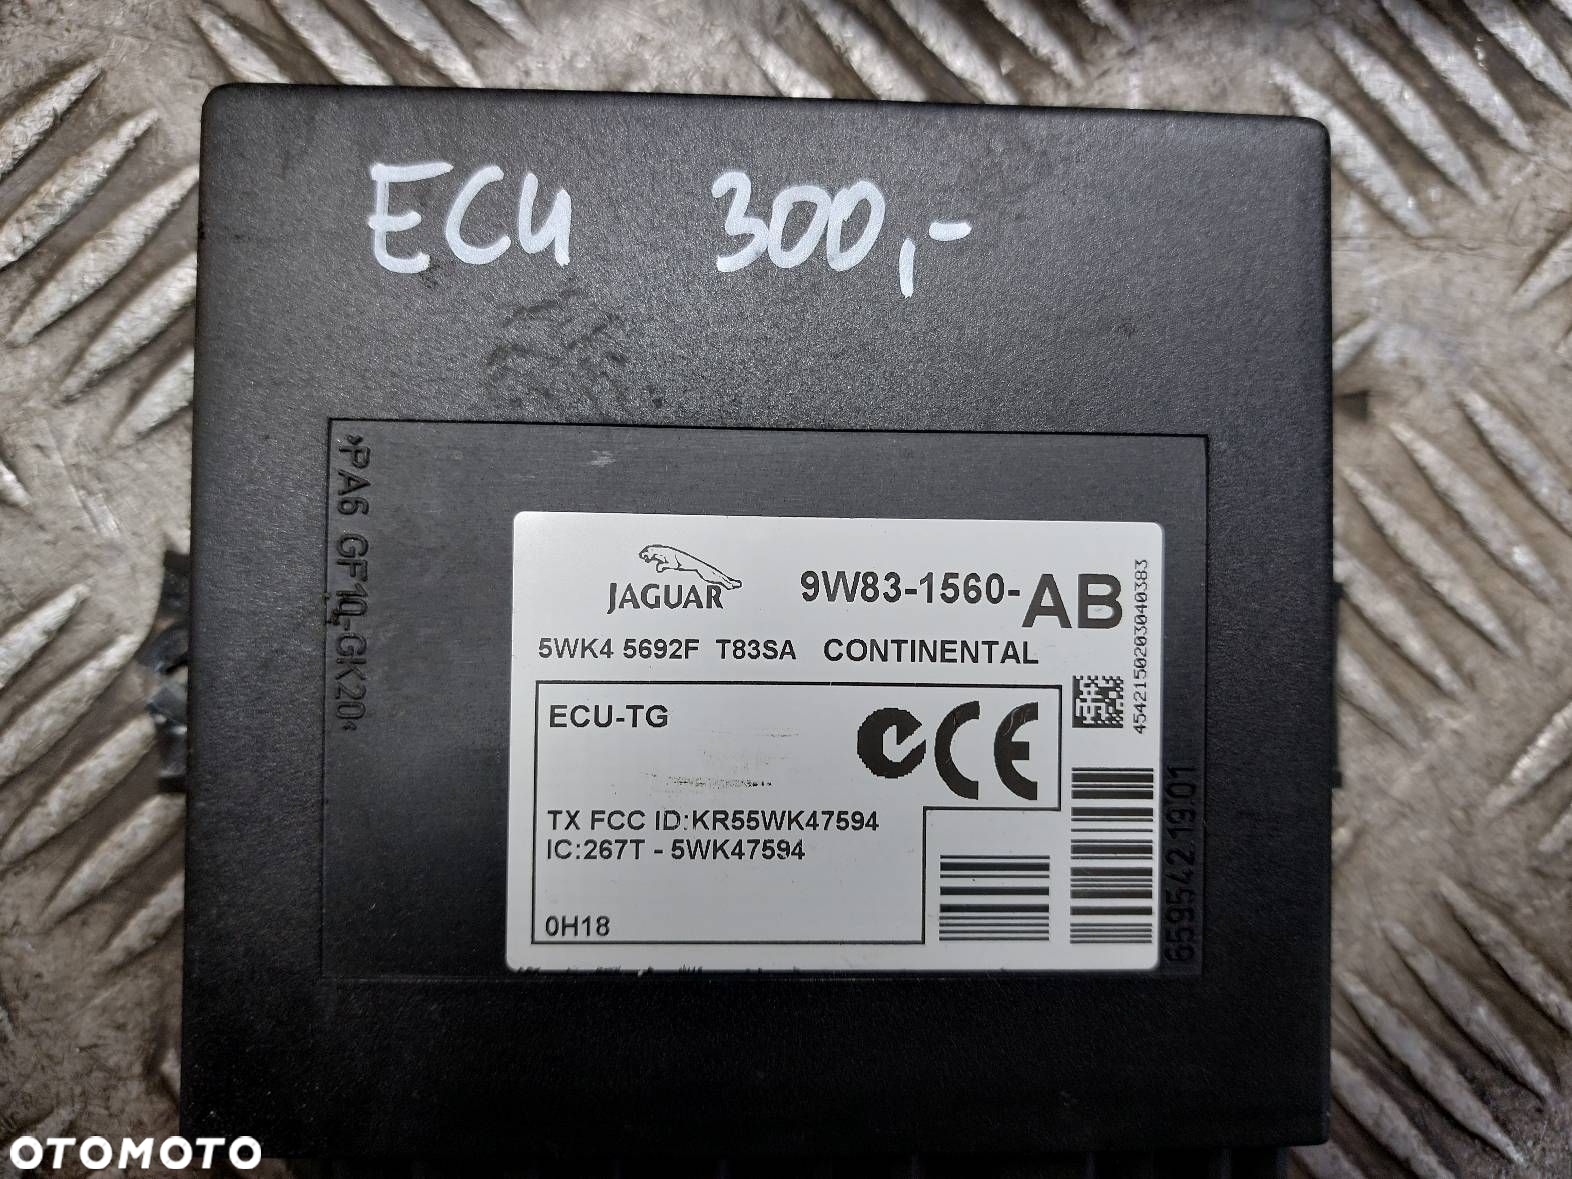 ECU 300,-
>PA6 GF10-GK20<
JAGUAR 9W83-1560-AB
5WK4 5692F T83SA CONTINENTAL
ECU-TG
TX FCC ID:KR55WK47594
IC:267T - 5WK47594
0H18
4542150203040383
659542.19.01
OTOMOTO